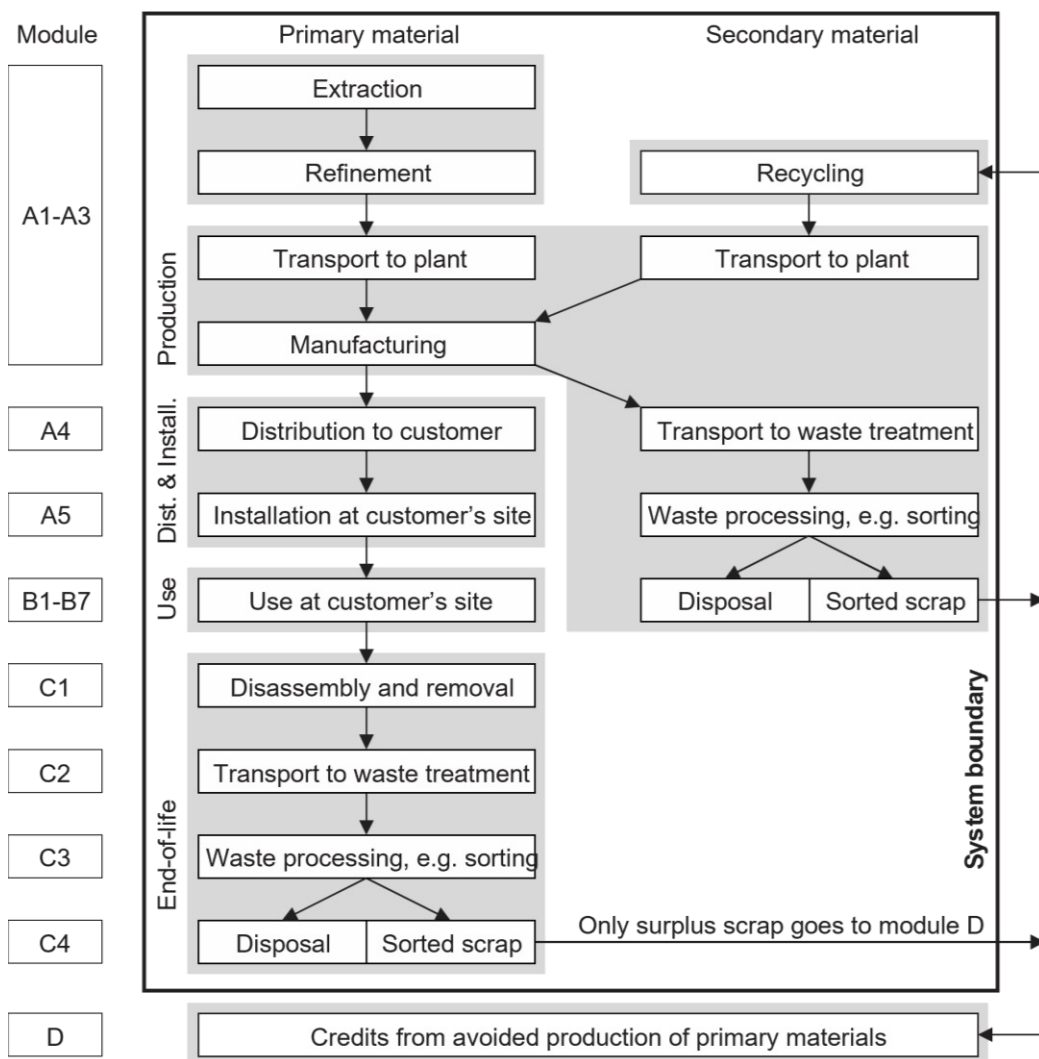 Module
Primary material
Secondary material
A1-A3
Extraction
Refinement
Recycling
Transport to plant
Transport to plant
Production
Manufacturing
A4
Dist. & Install.
Distribution to customer
Transport to waste treatment
A5
Installation at customer's site
Waste processing, e.g. sorting
B1-B7
Use
Use at customer's site
Disposal
Sorted scrap
C1
Disassembly and removal
System boundary
C2
Transport to waste treatment
End-of-life
C3
Waste processing, e.g. sorting
C4
Disposal
Sorted scrap
Only surplus scrap goes to module D
D
Credits from avoided production of primary materials